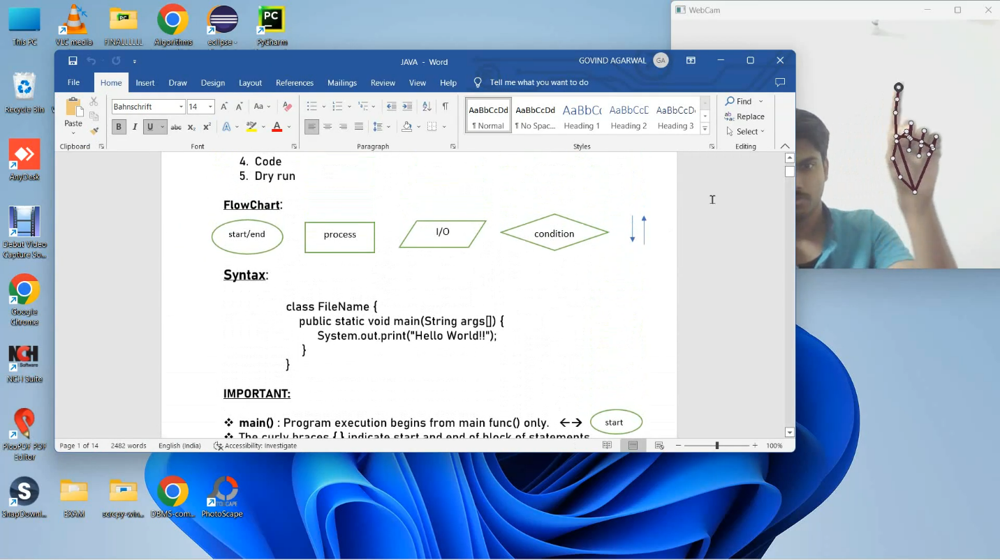 WebCam
This PC
VLC media
FINALLLLLL
Algorithms
eclipse -
PyCharm
Recycle Bin
AnyDesk
Debut Video
Capture So...
Google
Chrome
NCH Suite
PicoPDF PDF
Editor
SnapDownl...
EXAM
scrcpy-win...
DBMS-com...
PhotoScape
JAVA - Word
GOVIND AGARWAL
GA
File Home Insert Draw Design Layout References Mailings Review View Help Tell me what you want to do
Paste
Clipboard
Bahnschrift 14
Font
Paragraph
AaBbCcDd AaBbCcDd AaBbCc AaBbCcD AaBbCcDd
¶ Normal ¶ No Spac... Heading 1 Heading 2 Heading 3
Styles
Find
Replace
Select
Editing
4. Code
5. Dry run
FlowChart:
start/end process I/O condition
Syntax:
class FileName {
public static void main(String args[]) {
System.out.print("Hello World!!");
}
}
IMPORTANT:
❖ main() : Program execution begins from main func() only. ↔ start
❖ The curly braces { } indicate start and end of block of statements
Page 1 of 14 2482 words English (India) Accessibility: Investigate 100%